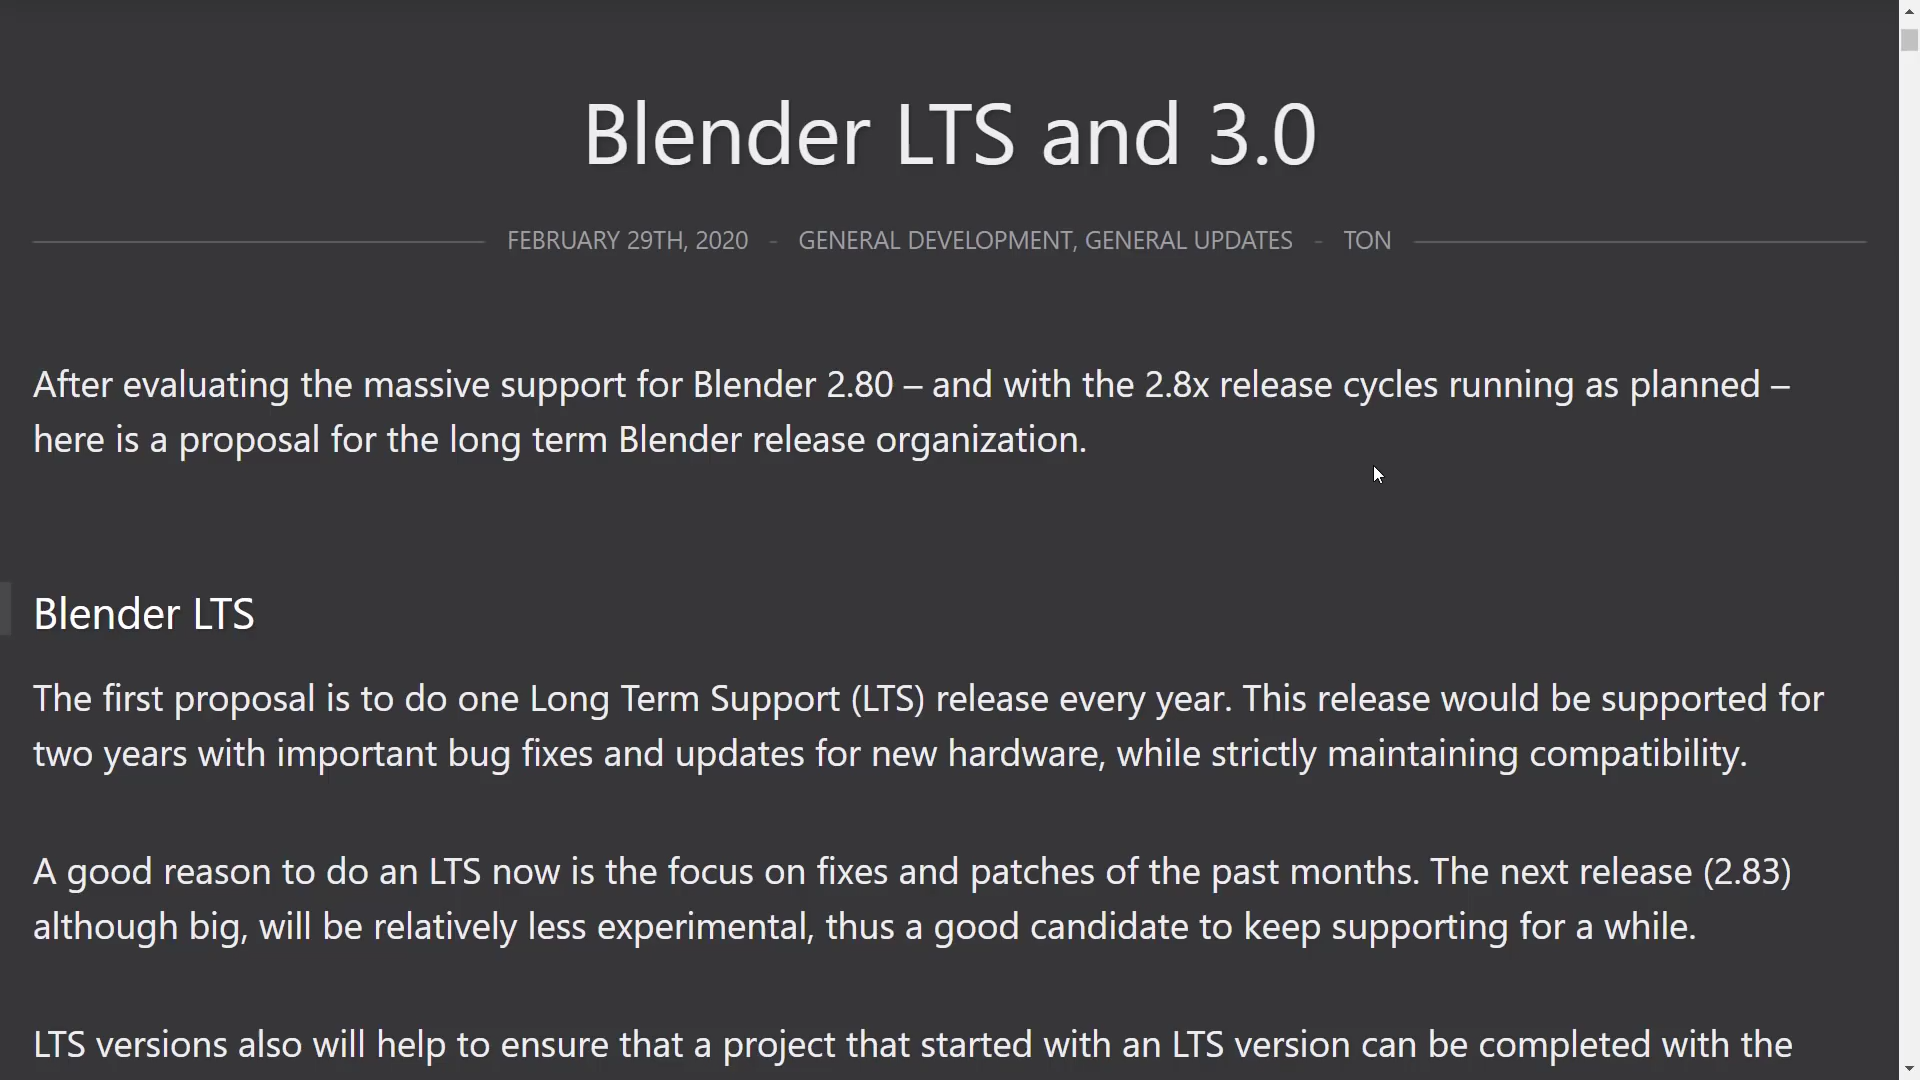 Blender LTS and 3.0
FEBRUARY 29TH, 2020 - GENERAL DEVELOPMENT, GENERAL UPDATES - TON
After evaluating the massive support for Blender 2.80 – and with the 2.8x release cycles running as planned –
here is a proposal for the long term Blender release organization.
Blender LTS
The first proposal is to do one Long Term Support (LTS) release every year. This release would be supported for
two years with important bug fixes and updates for new hardware, while strictly maintaining compatibility.
A good reason to do an LTS now is the focus on fixes and patches of the past months. The next release (2.83)
although big, will be relatively less experimental, thus a good candidate to keep supporting for a while.
LTS versions also will help to ensure that a project that started with an LTS version can be completed with the